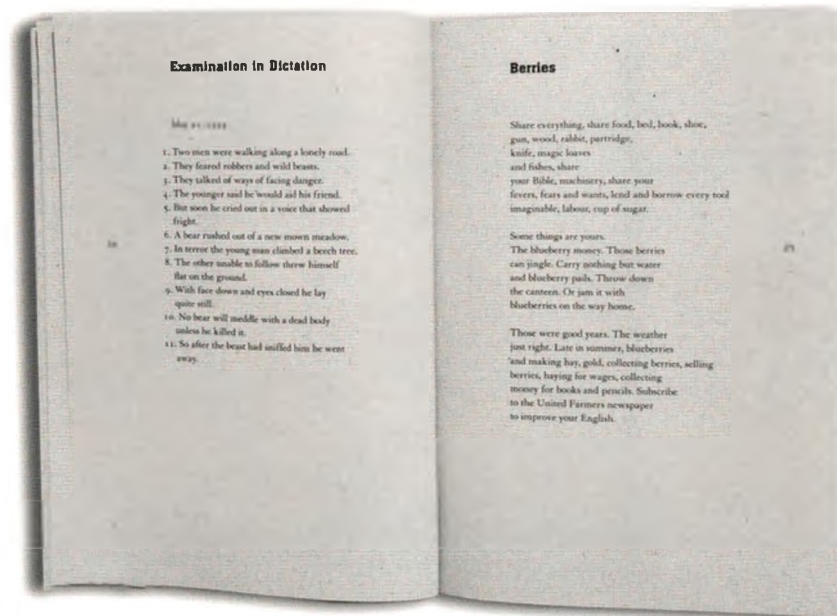 Examination in Dictation
1. Two men were walking along a lonely road.
2. They feared robbers and wild beasts.
3. They talked of ways of facing danger.
4. The younger said he would aid his friend.
5. But soon he cried out in a voice that showed
fright.
6. A bear rushed out of a new mown meadow.
7. In terror the young man climbed a beech tree.
8. The other unable to follow threw himself
flat on the ground.
9. With face down and eyes closed he lay
quite still.
10. No bear will meddle with a dead body
unless he killed it.
11. So after the beast had sniffed him he went
away.
Berries
Share everything, share food, bed, book, shoe,
gun, wood, rabbit, partridge,
knife, magic loaves
and fishes, share
your Bible, machinery, share your
fevers, fears and wants, lend and borrow every tool
imaginable, labour, cup of sugar.
Some things are yours.
The blueberry money. Those berries
can jingle. Carry nothing but water
and blueberry pails. Throw down
the canteen. Or jam it with
blueberries on the way home.
Those were good years. The weather
just right. Late in summer, blueberries
and making hay, gold, collecting berries, selling
berries, haying for wages, collecting
money for books and pencils. Subscribe
to the United Farmers newspaper
to improve your English.